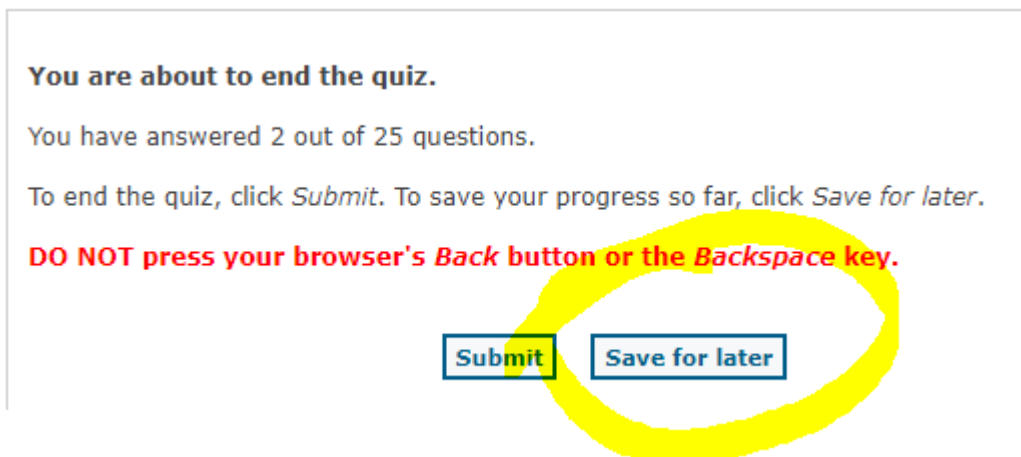 You are about to end the quiz.
You have answered 2 out of 25 questions.
To end the quiz, click Submit. To save your progress so far, click Save for later.
DO NOT press your browser's Back button or the Backspace key.
Submit Save for later